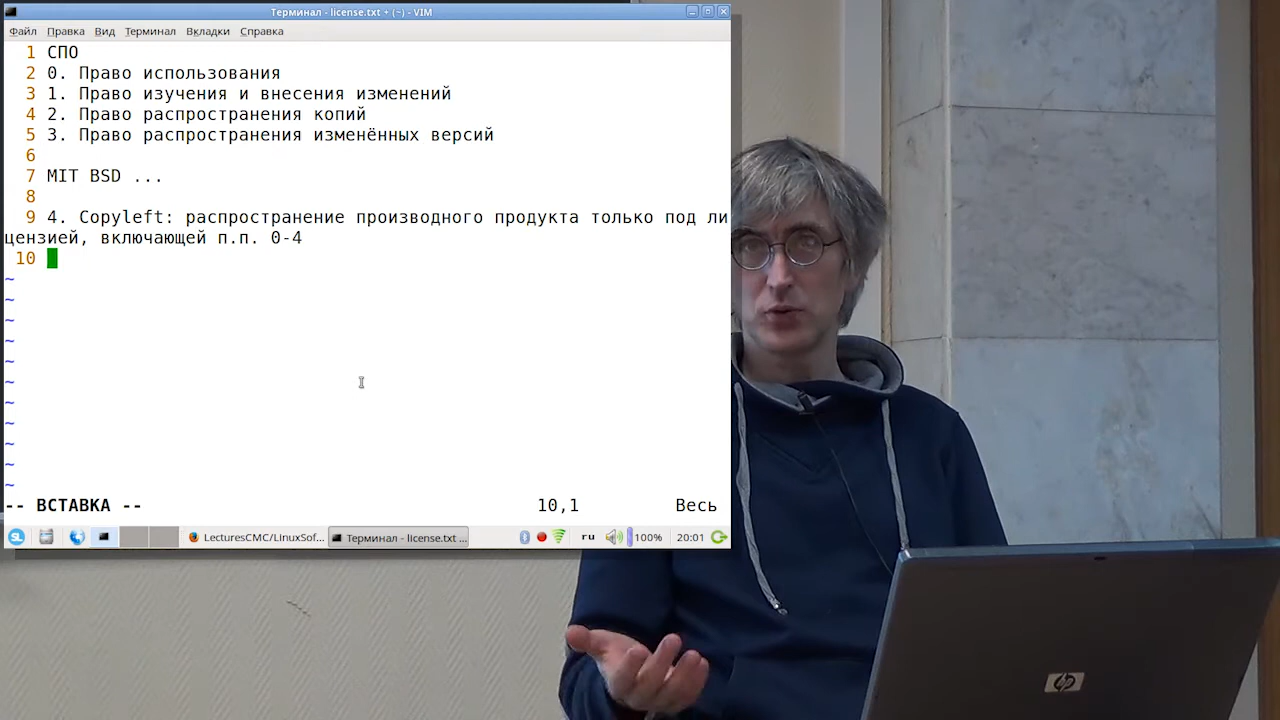 Терминал - license.txt + (~) - VIM
Файл Правка Вид Терминал Вкладки Справка
1 СПО
2 0. Право использования
3 1. Право изучения и внесения изменений
4 2. Право распространения копий
5 3. Право распространения изменённых версий
6
7 MIT BSD ...
8
9 4. Copyleft: распространение производного продукта только под ли
цензией, включающей п.п. 0-4
10
~
~
~
~
~
~
~
~
~
~
~
-- ВСТАВКА -- 10,1 Весь
SL LecturesCMC/LinuxSof... Терминал - license.txt ... ru 100% 20:01
hp